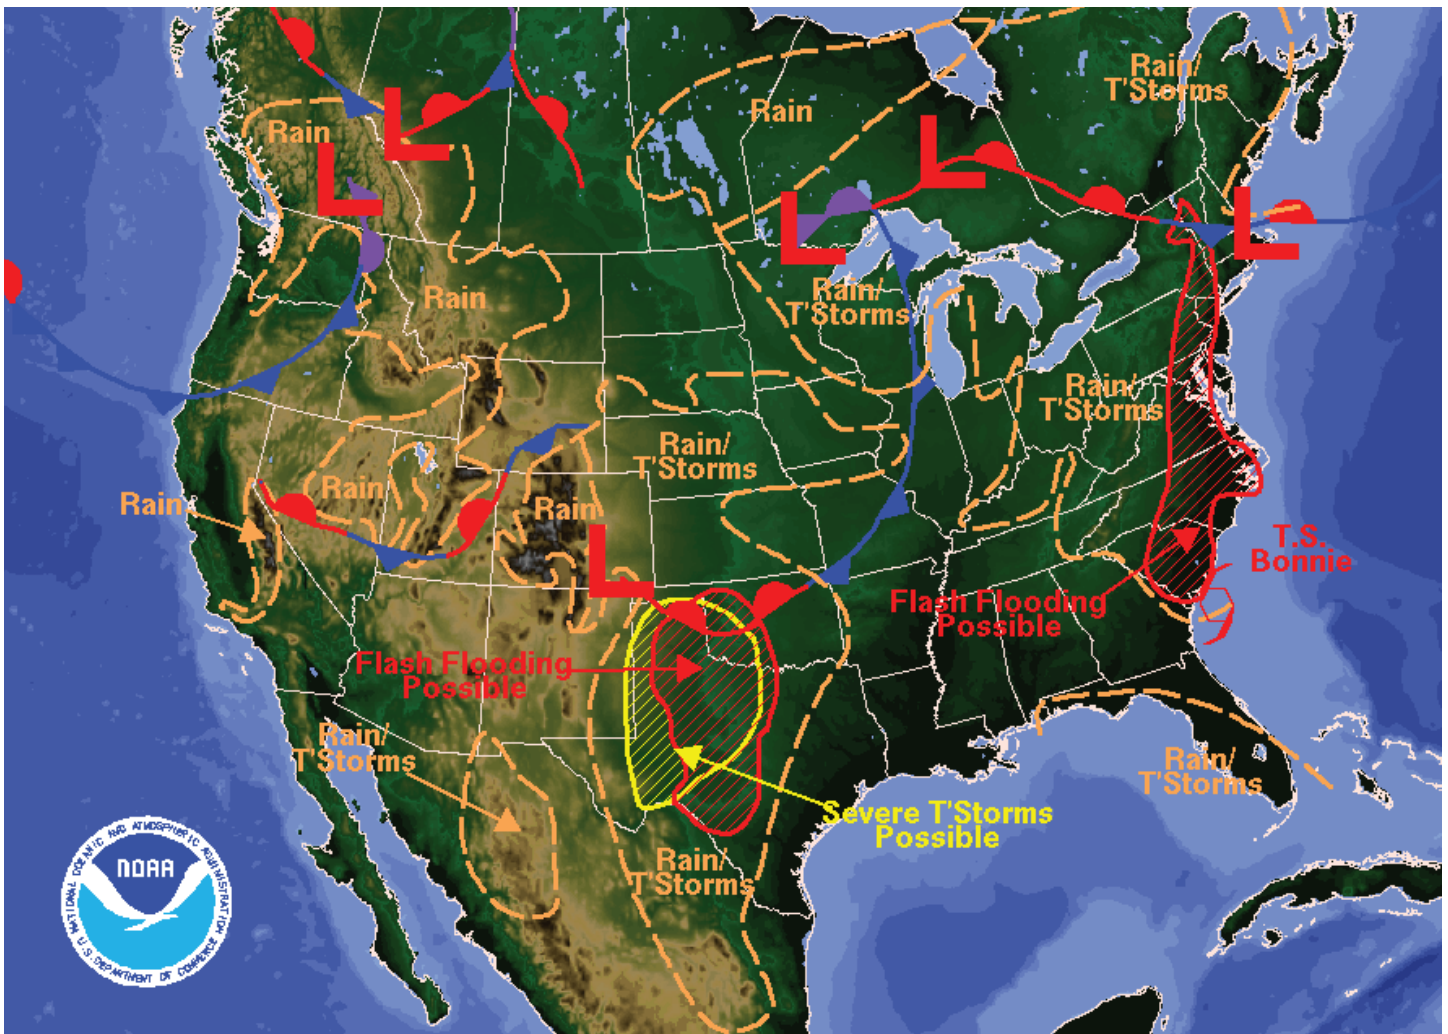 Rain/
T'Storms
Rain
Rain
L
L
L
L
L
L
Rain
Rain/
T'Storms
Rain/
T'Storms
Rain/
T'Storms
Rain
Rain
Rain
L
T.S.
Bonnie
Flash Flooding
Possible
Flash Flooding
Possible
Rain/
T'Storms
Rain/
T'Storms
Severe T'Storms
Possible
Rain/
T'Storms
NATIONAL OCEANIC AND ATMOSPHERIC ADMINISTRATION
NOAA
U.S. DEPARTMENT OF COMMERCE